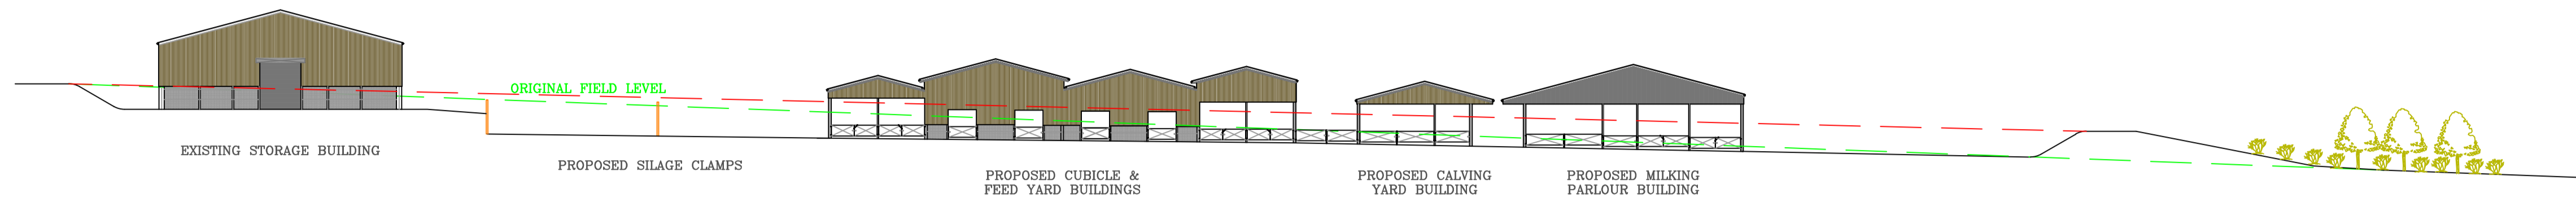 ORIGINAL FIELD LEVEL
EXISTING STORAGE BUILDING
PROPOSED SILAGE CLAMPS
PROPOSED CUBICLE &
FEED YARD BUILDINGS
PROPOSED CALVING
YARD BUILDING
PROPOSED MILKING
PARLOUR BUILDING